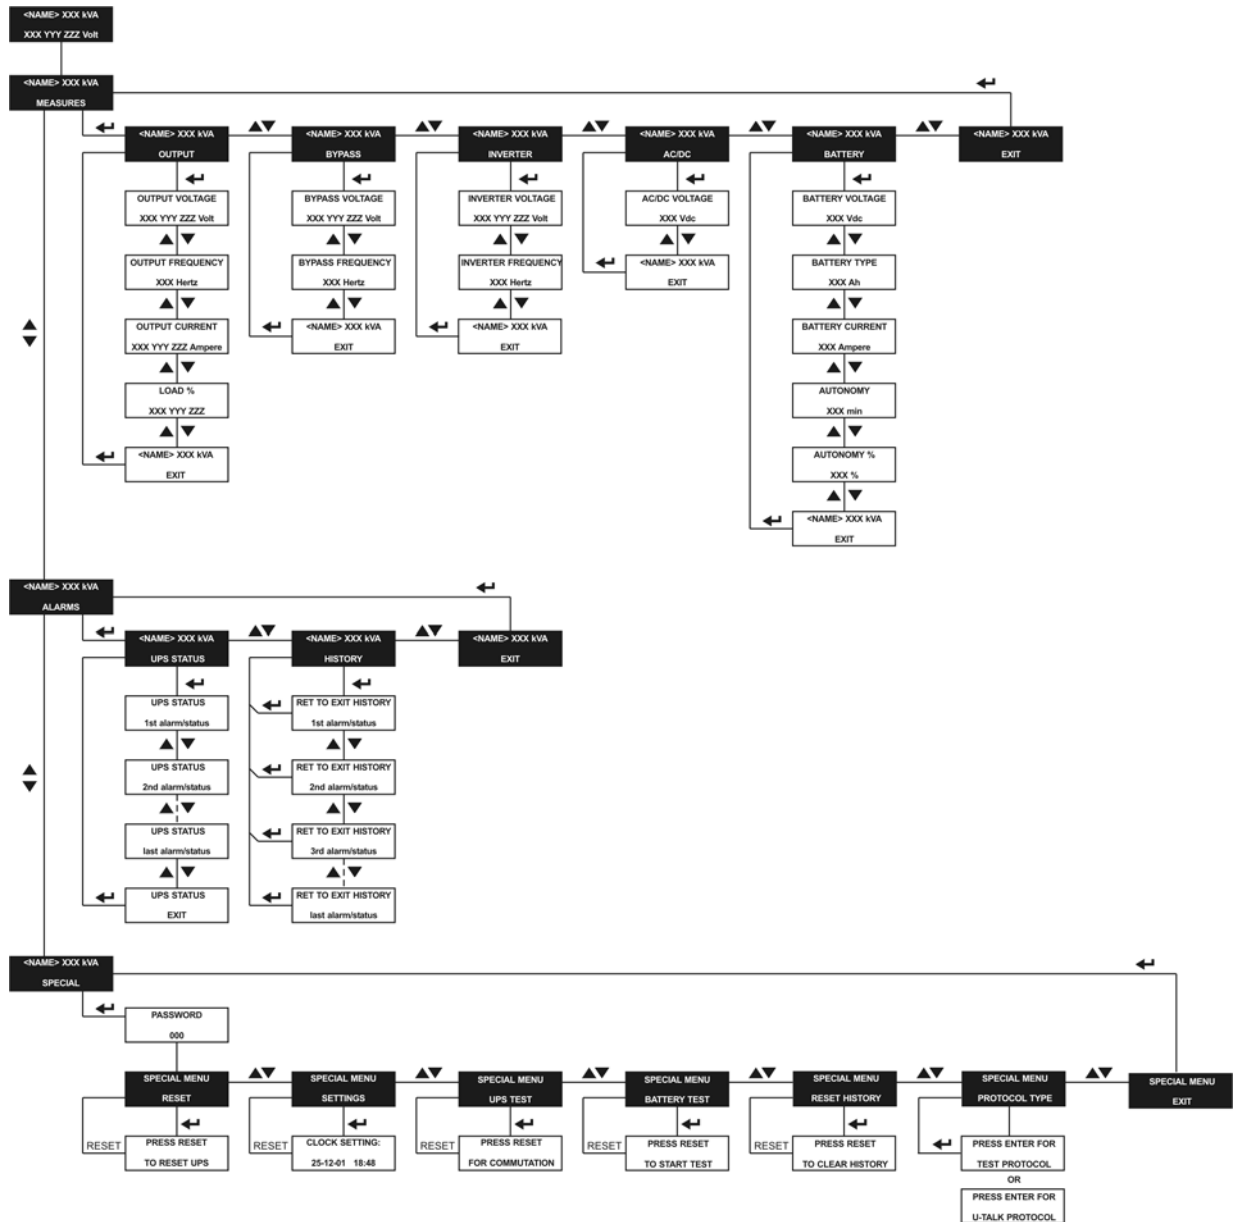 <NAME> XXX kVA
XXX YYY ZZZ Volt
<NAME> XXX kVA
MEASURES
<NAME> XXX kVA
OUTPUT
<NAME> XXX kVA
BYPASS
<NAME> XXX kVA
INVERTER
<NAME> XXX kVA
AC/DC
<NAME> XXX kVA
BATTERY
<NAME> XXX kVA
EXIT
OUTPUT VOLTAGE
XXX YYY ZZZ Volt
OUTPUT FREQUENCY
XXX Hertz
OUTPUT CURRENT
XXX YYY ZZZ Ampere
LOAD %
XXX YYY ZZZ
<NAME> XXX kVA
EXIT
BYPASS VOLTAGE
XXX YYY ZZZ Volt
BYPASS FREQUENCY
XXX Hertz
<NAME> XXX kVA
EXIT
INVERTER VOLTAGE
XXX YYY ZZZ Volt
INVERTER FREQUENCY
XXX Hertz
<NAME> XXX kVA
EXIT
AC/DC VOLTAGE
XXX Vdc
<NAME> XXX kVA
EXIT
BATTERY VOLTAGE
XXX Vdc
BATTERY TYPE
XXX Ah
BATTERY CURRENT
XXX Ampere
AUTONOMY
XXX min
AUTONOMY %
XXX %
<NAME> XXX kVA
EXIT
<NAME> XXX kVA
ALARMS
<NAME> XXX kVA
UPS STATUS
<NAME> XXX kVA
HISTORY
<NAME> XXX kVA
EXIT
UPS STATUS
1st alarm/status
UPS STATUS
2nd alarm/status
UPS STATUS
last alarm/status
UPS STATUS
EXIT
RET TO EXIT HISTORY
1st alarm/status
RET TO EXIT HISTORY
2nd alarm/status
RET TO EXIT HISTORY
3rd alarm/status
RET TO EXIT HISTORY
last alarm/status
<NAME> XXX kVA
SPECIAL
PASSWORD
000
SPECIAL MENU
RESET
SPECIAL MENU
SETTINGS
SPECIAL MENU
UPS TEST
SPECIAL MENU
BATTERY TEST
SPECIAL MENU
RESET HISTORY
SPECIAL MENU
PROTOCOL TYPE
SPECIAL MENU
EXIT
RESET
PRESS RESET
TO RESET UPS
RESET
CLOCK SETTING:
25-12-01 18:48
RESET
PRESS RESET
FOR COMMUTATION
RESET
PRESS RESET
TO START TEST
RESET
PRESS RESET
TO CLEAR HISTORY
PRESS ENTER FOR
TEST PROTOCOL
OR
PRESS ENTER FOR
U-TALK PROTOCOL